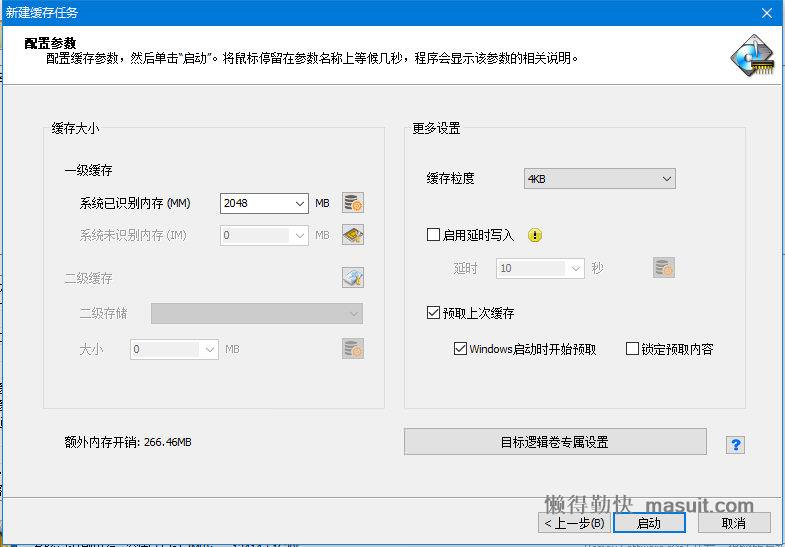 新建缓存任务
配置参数
配置缓存参数，然后单击“启动”。将鼠标停留在参数名称上等候几秒，程序会显示该参数的相关说明。
缓存大小
一级缓存
系统已识别内存 (MM) 2048 MB
系统未识别内存 (IM) 0 MB
二级缓存
二级存储
大小 0 MB
额外内存开销: 266.46MB
更多设置
缓存粒度 4KB
启用延时写入
延时 10 秒
预取上次缓存
Windows启动时开始预取 锁定预取内容
目标逻辑卷专属设置
?
懒得勤快 masuit.com
< 上一步(B) 启动 取消